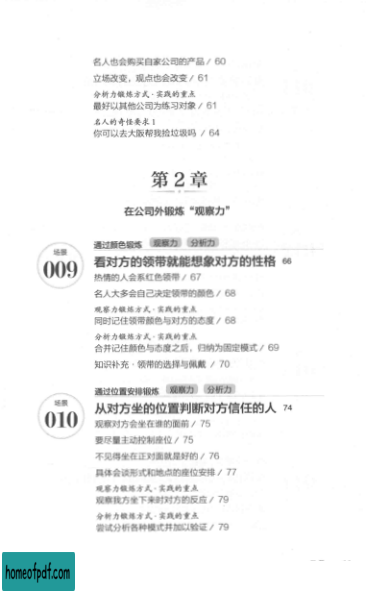 名人也会购买自家公司的产品 / 60
立场改变，观点也会改变 / 61
分析力锻炼方式·实践的重点
最好以其他公司为练习对象 / 61
名人的奇怪要求 1
你可以去大阪帮我捡垃圾吗 / 64
第2章
在公司外锻炼“观察力”
通过颜色锻炼 观察力 分析力
场景
009
看对方的领带就能想象对方的性格 66
热情的人会系红色领带 / 67
名人大多会自己决定领带的颜色 / 68
观察力锻炼方式·实践的重点
同时记住领带颜色与对方的态度 / 68
分析力锻炼方式·实践的重点
合并记住颜色与态度之后，归纳为固定模式 / 69
知识补充·领带的选择与佩戴 / 70
通过位置安排锻炼 观察力 分析力
场景
010
从对方坐的位置判断对方信任的人 74
观察对方会坐在谁的面前 / 75
要尽量主动控制座位 / 75
不见得坐在正对面就是好的 / 76
具体会谈形式和地点的座位安排 / 77
观察力锻炼方式·实践的重点
观察我方坐下来时对方的反应 / 79
分析力锻炼方式·实践的重点
尝试分析各种模式并加以验证 / 79
homeofpdf.com